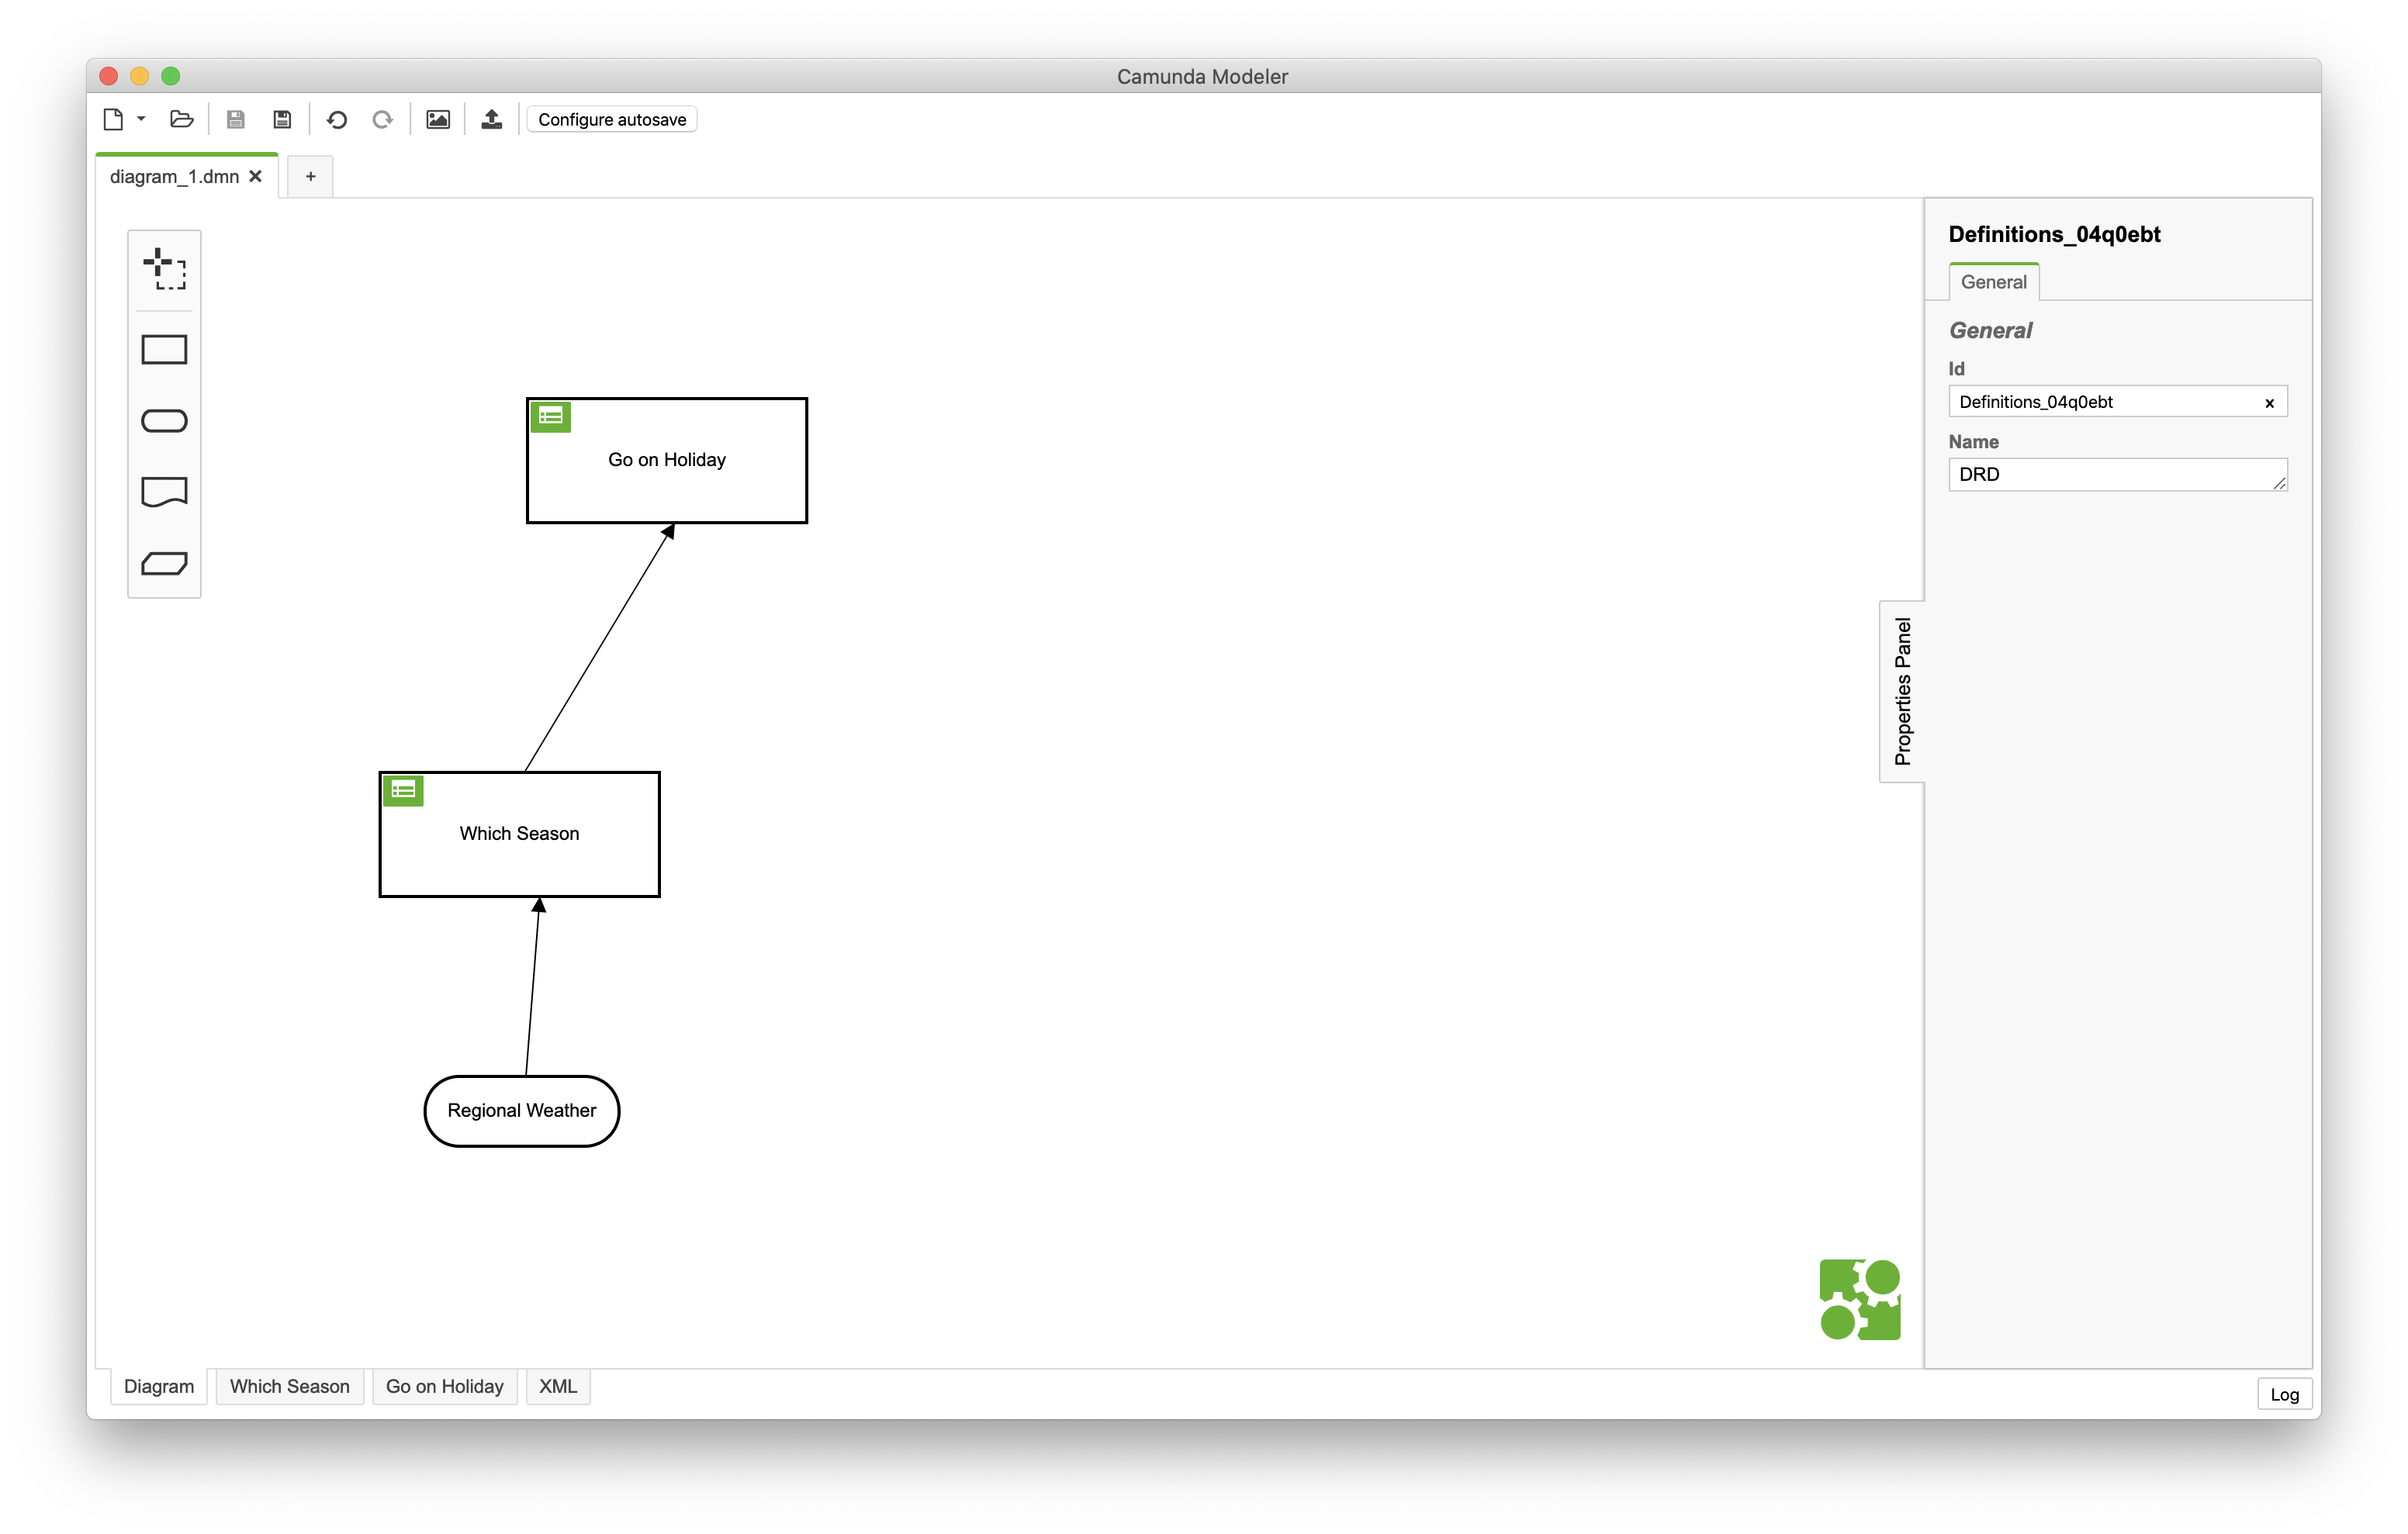 Camunda Modeler
Configure autosave
diagram_1.dmn
+
Definitions_04q0ebt
General
General
Id
Definitions_04q0ebt
Name
DRD
Properties Panel
Go on Holiday
Which Season
Regional Weather
Diagram
Which Season
Go on Holiday
XML
Log